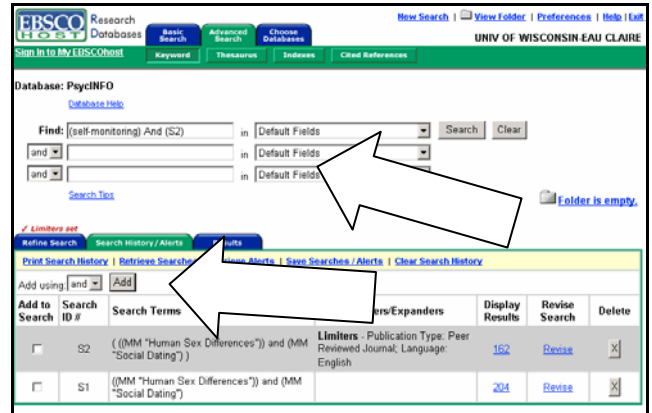 EBSCO Research
HOST Databases
Basic Search
Advanced Search
Choose Databases
New Search | View Folder | Preferences | Help | Exit
UNIV OF WISCONSIN-EAU CLAIRE
Sign In to My EBSCOhost
Keyword Thesaurus Indexes Cited References
Database: PsycINFO
Database Help
Find: (self-monitoring) And (S2) in Default Fields Search Clear
and in Default Fields
and in Default Fields
Search Tips
Folder is empty.
✓ Limiters set
Refine Search Search History/Alerts
Print Search History | Retrieve Searches Alerts | Save Searches / Alerts | Clear Search History
Add using: and Add
Add to Search
Search ID #
Search Terms
/Expanders
Display Results
Revise Search
Delete
S2 ( ((MM "Human Sex Differences")) and (MM "Social Dating") )
Limiters - Publication Type: Peer Reviewed Journal; Language: English
162 Revise X
S1 ((MM "Human Sex Differences")) and (MM "Social Dating")
204 Revise X